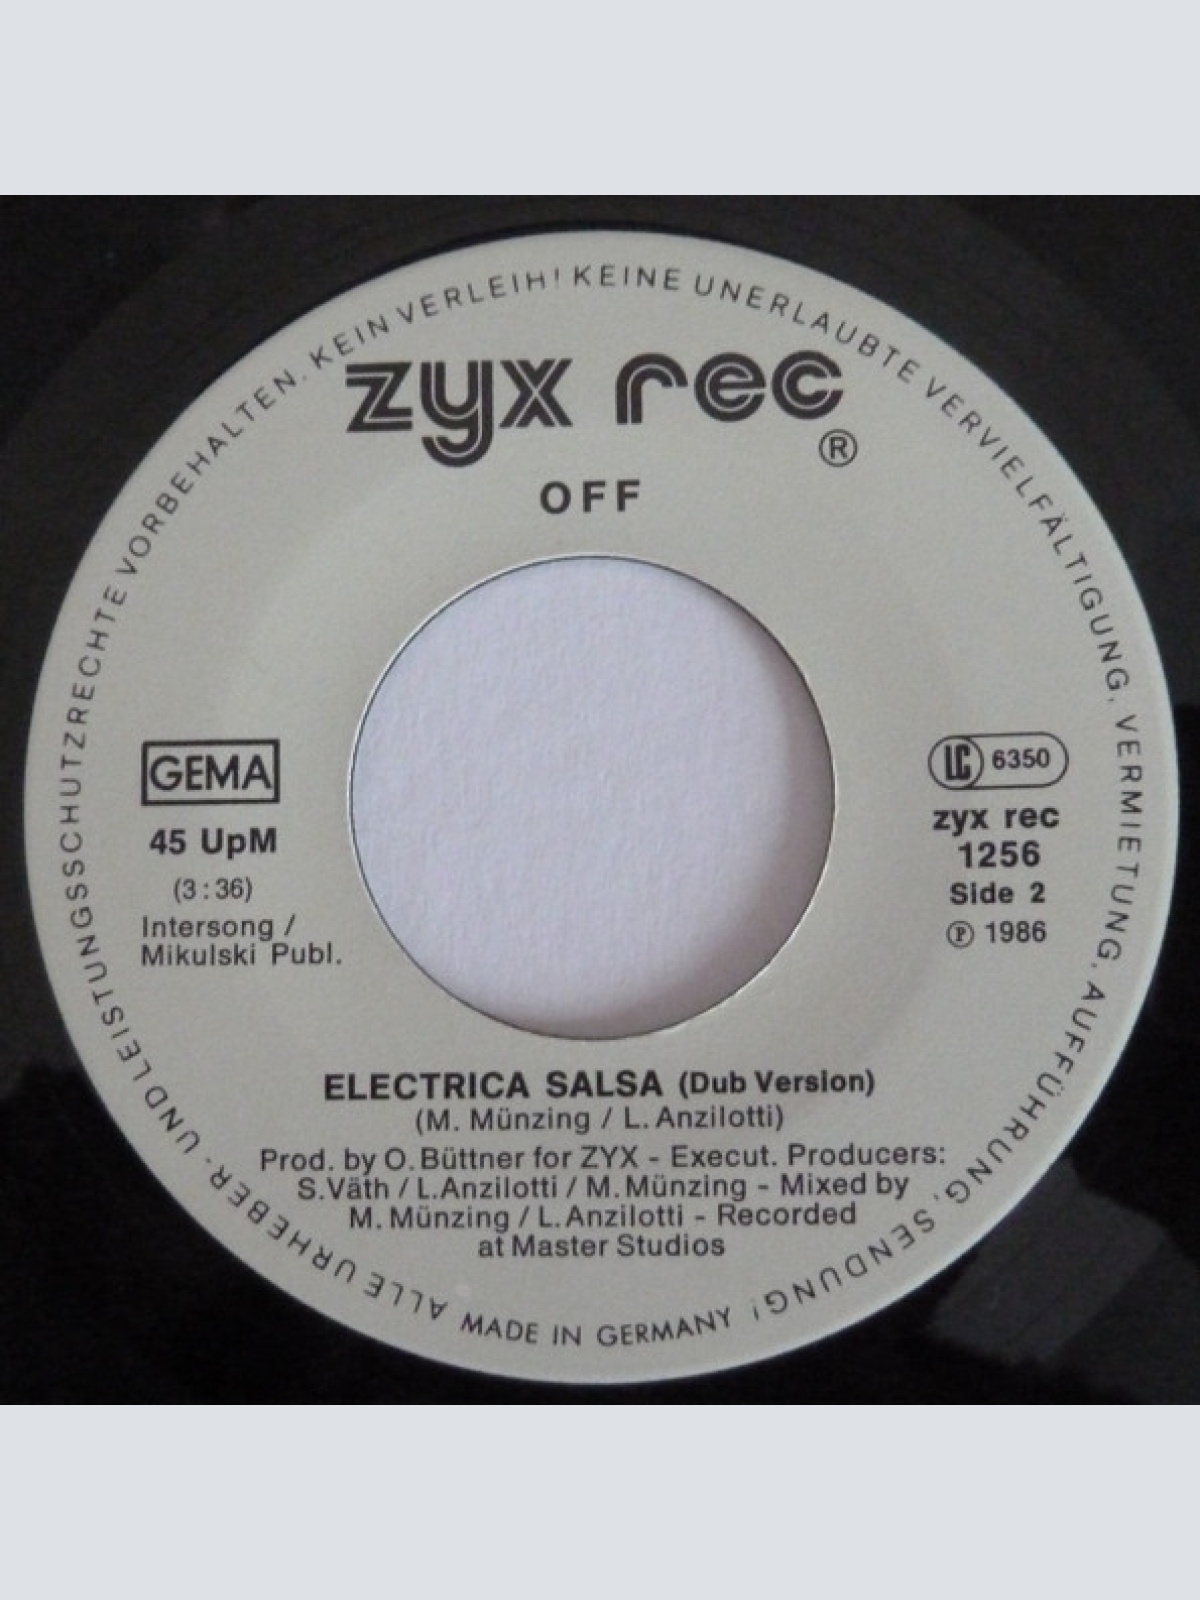 ALLE URHEBER- UND LEISTUNGSSCHUTZRECHTE VORBEHALTEN. KEIN VERLEIH! KEINE UNERLAUBTE VERVIELFÄLTIGUNG, VERMIETUNG, AUFFÜHRUNG, SENDUNG!
zyx rec
®
OFF
GEMA
45 UpM
(3:36)
Intersong /
Mikulski Publ.
LC 6350
zyx rec
1256
Side 2
℗ 1986
ELECTRICA SALSA (Dub Version)
(M. Münzing / L. Anzilotti)
Prod. by O. Büttner for ZYX - Execut. Producers:
S. Väth / L. Anzilotti / M. Münzing - Mixed by
M. Münzing / L. Anzilotti - Recorded
at Master Studios
MADE IN GERMANY